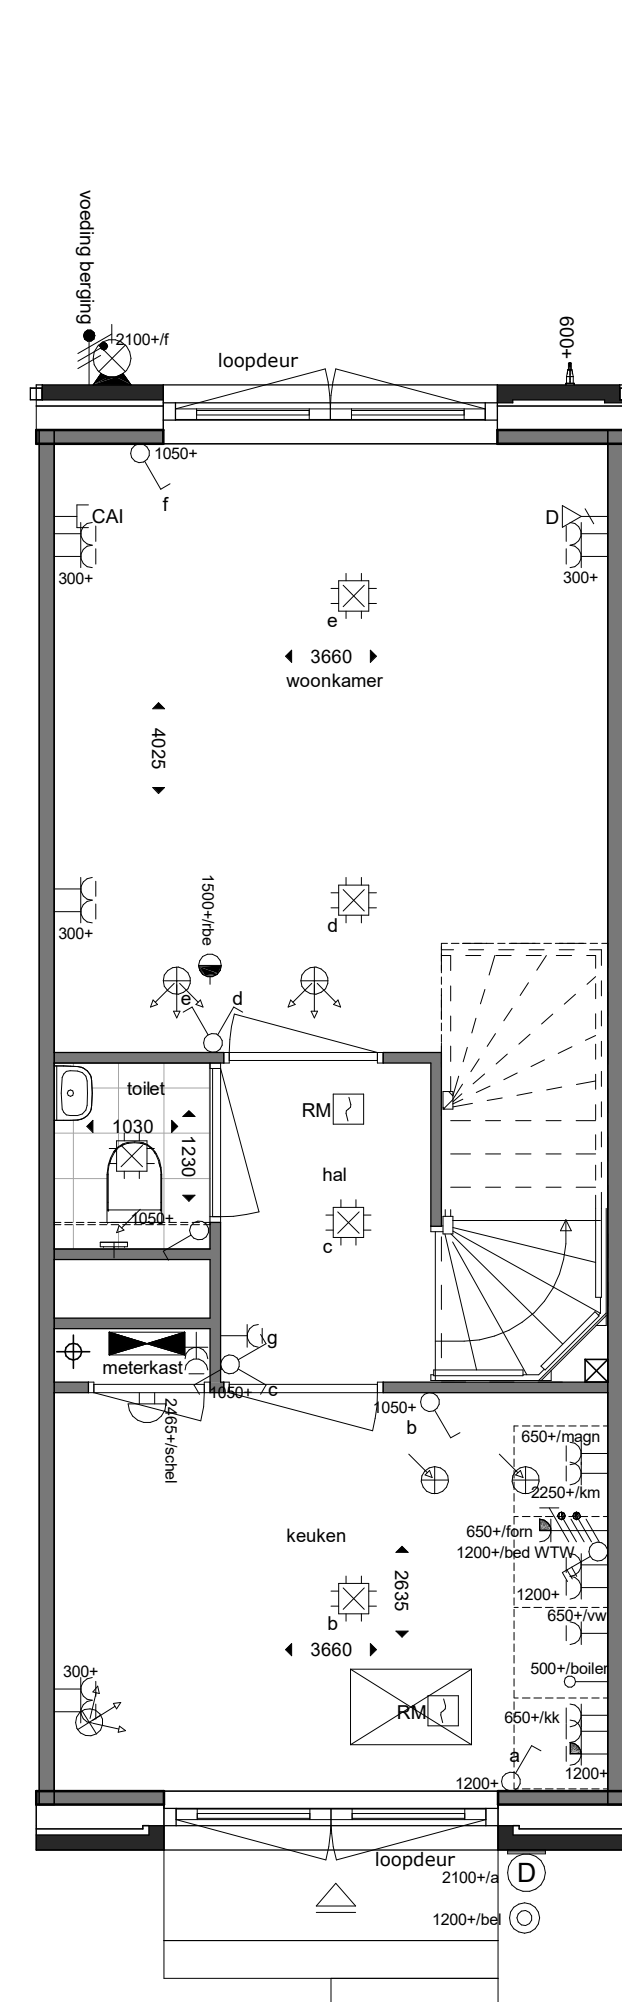 voeding berging
2100+/f
loopdeur
600+
1050+
f
CAI
D
300+
300+
e
3660
woonkamer
4025
1500+/rbe
d
300+
e
d
toilet
RM
1030
1230
hal
1050+
c
g
meterkast
1050+
c
1050+
b
2465+/schel
650+/magn
2250+/km
650+/forn
keuken
1200+/bed WTW
2635
1200+
b
650+/vw
3660
300+
500+/boiler
RM
650+/kk
a
1200+
1200+
loopdeur
2100+/a
D
1200+/bel